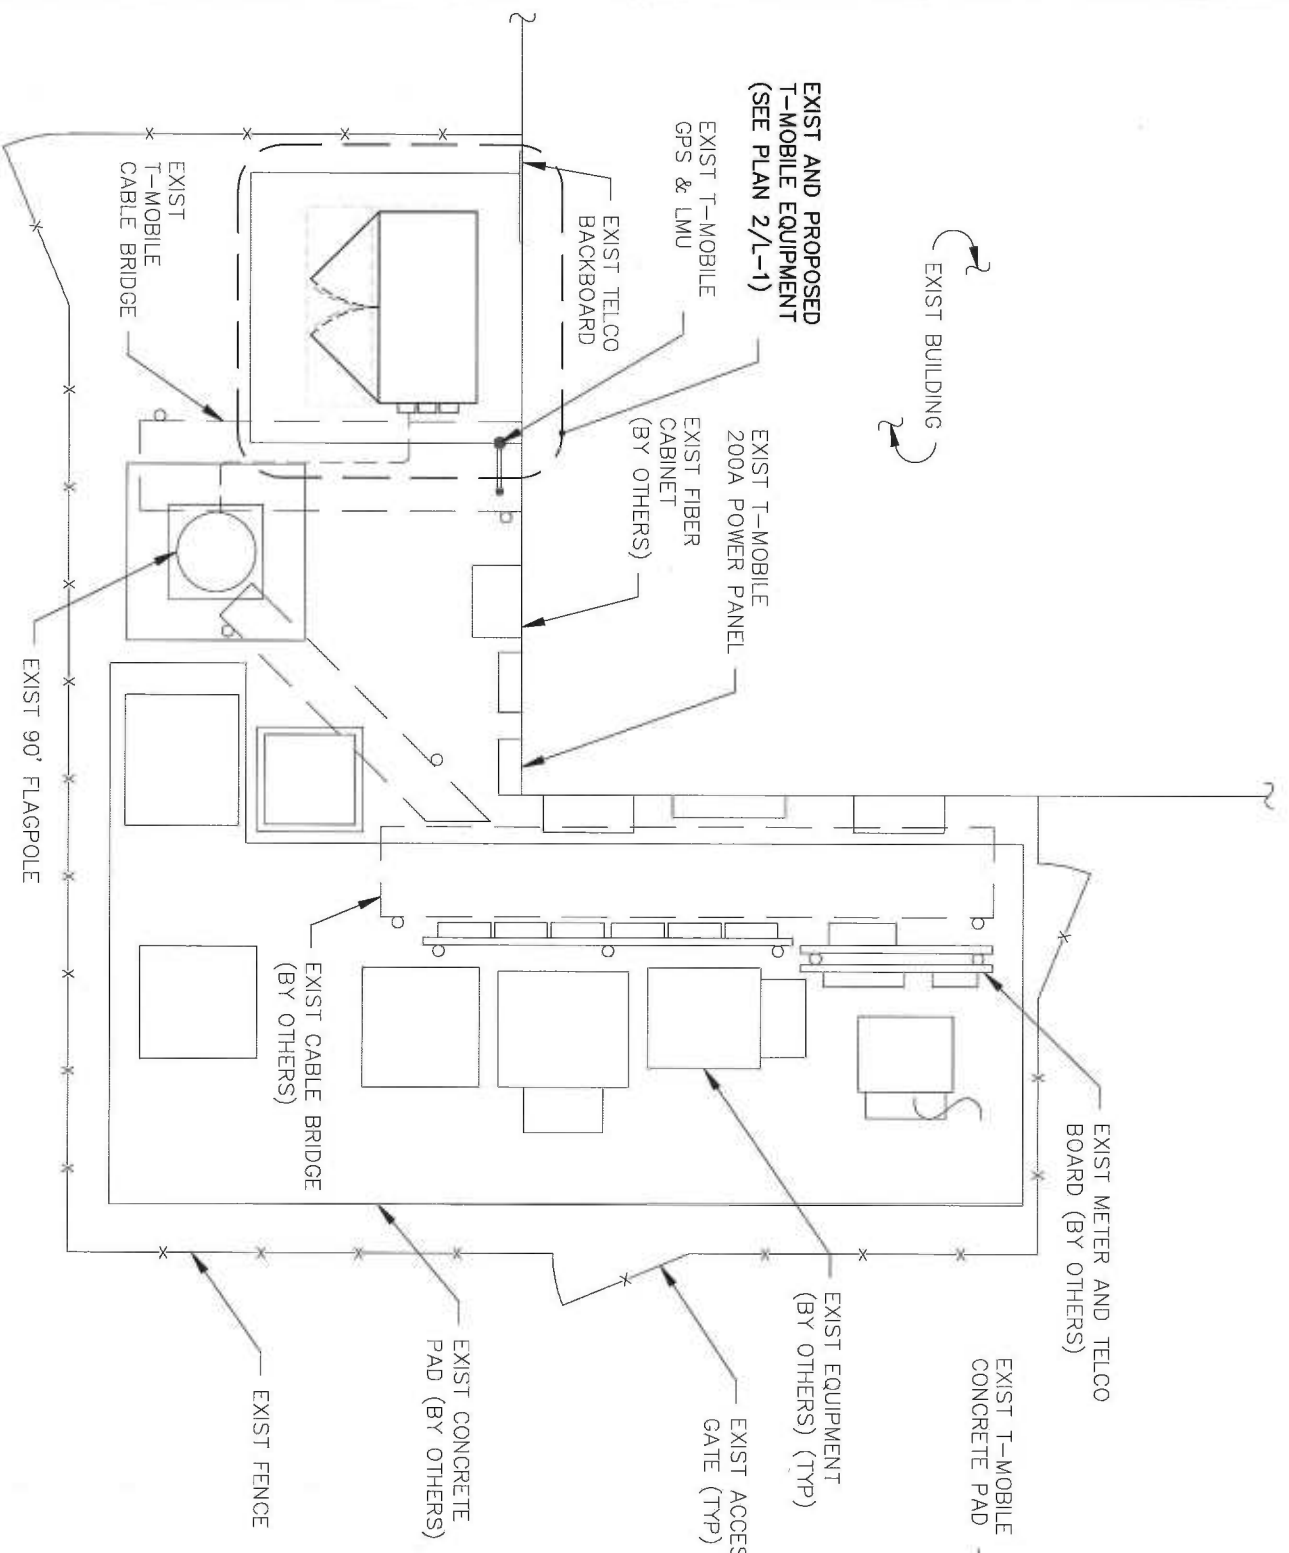 EXIST BUILDING
EXIST AND PROPOSED
T-MOBILE EQUIPMENT
(SEE PLAN 2/L-1)
EXIST T-MOBILE
GPS & LMU
EXIST TELCO
BACKBOARD
EXIST T-MOBILE
200A POWER PANEL
EXIST FIBER
CABINET
(BY OTHERS)
EXIST
T-MOBILE
CABLE BRIDGE
EXIST 90' FLAGPOLE
EXIST CABLE BRIDGE
(BY OTHERS)
EXIST METER AND TELCO
BOARD (BY OTHERS)
EXIST T-MOBILE
CONCRETE PAD
EXIST EQUIPMENT
(BY OTHERS) (TYP)
EXIST ACCES
GATE (TYP)
EXIST CONCRETE
PAD (BY OTHERS)
EXIST FENCE